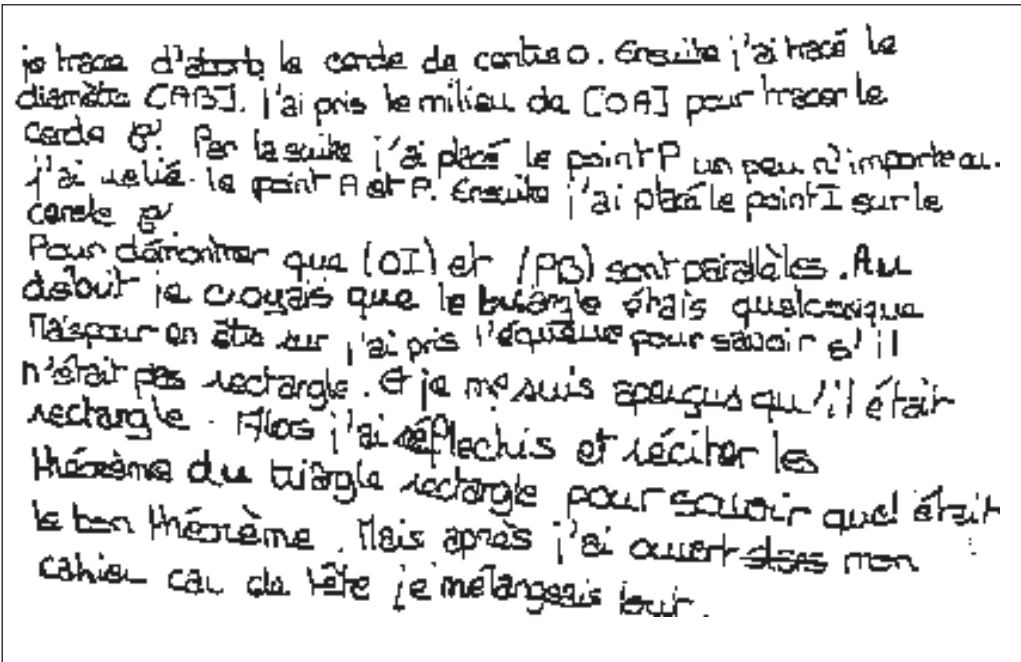 je trace d'abord le cercle de centre O. Ensuite j'ai tracé le
diamètre [AB]. j'ai pris le milieu de [OA] pour tracer le
cercle &'. Par la suite j'ai placé le point P un peu n'importe ou.
j'ai relié le point A et P. Ensuite j'ai placé le point I sur le
cercle &'
Pour démontrer que (OI) et (PB) sont parallèles. Au
début je croyais que le triangle étais quelconque
Mais pour en être sur j'ai pris l'équerre pour savoir s'il
n'était pas rectangle. Et je me suis aperçus qu'il était
rectangle. Alos j'ai réflechis et réciter les
théorème du triangle rectangle pour savoir quel était
le bon théorème. Mais après j'ai ouvert mon
cahier car de tête je mélangeais tout.